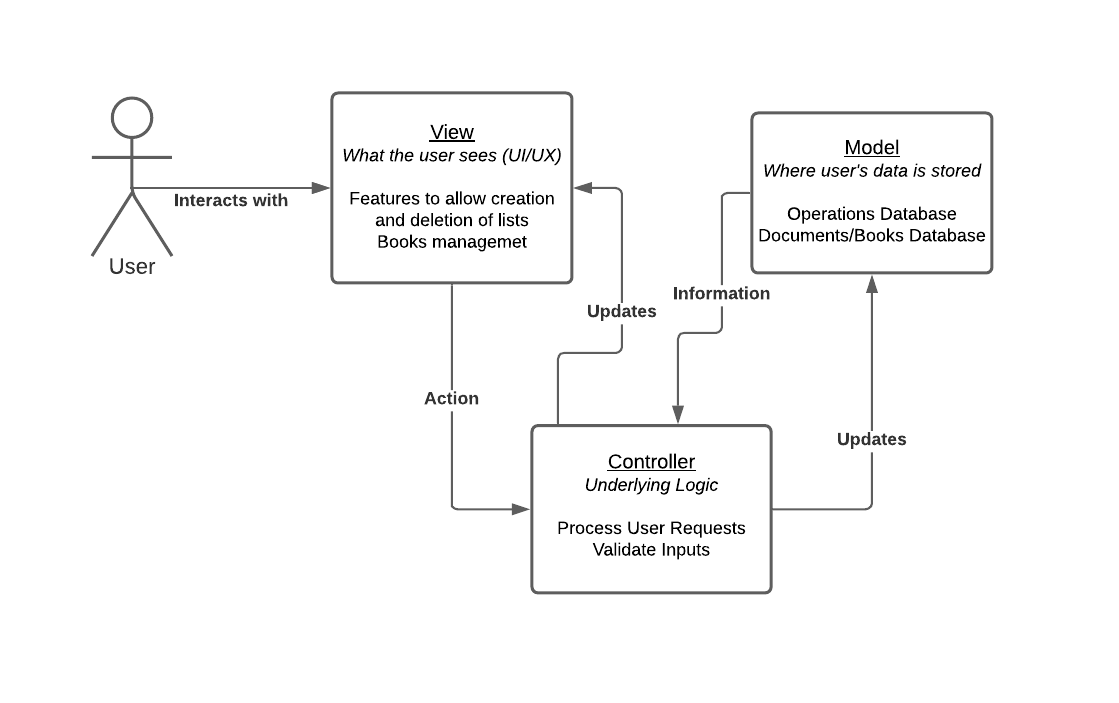 View
What the user sees (UI/UX)
Features to allow creation
and deletion of lists
Books managemet
Model
Where user's data is stored
Operations Database
Documents/Books Database
Interacts with
User
Information
Updates
Action
Updates
Controller
Underlying Logic
Process User Requests
Validate Inputs